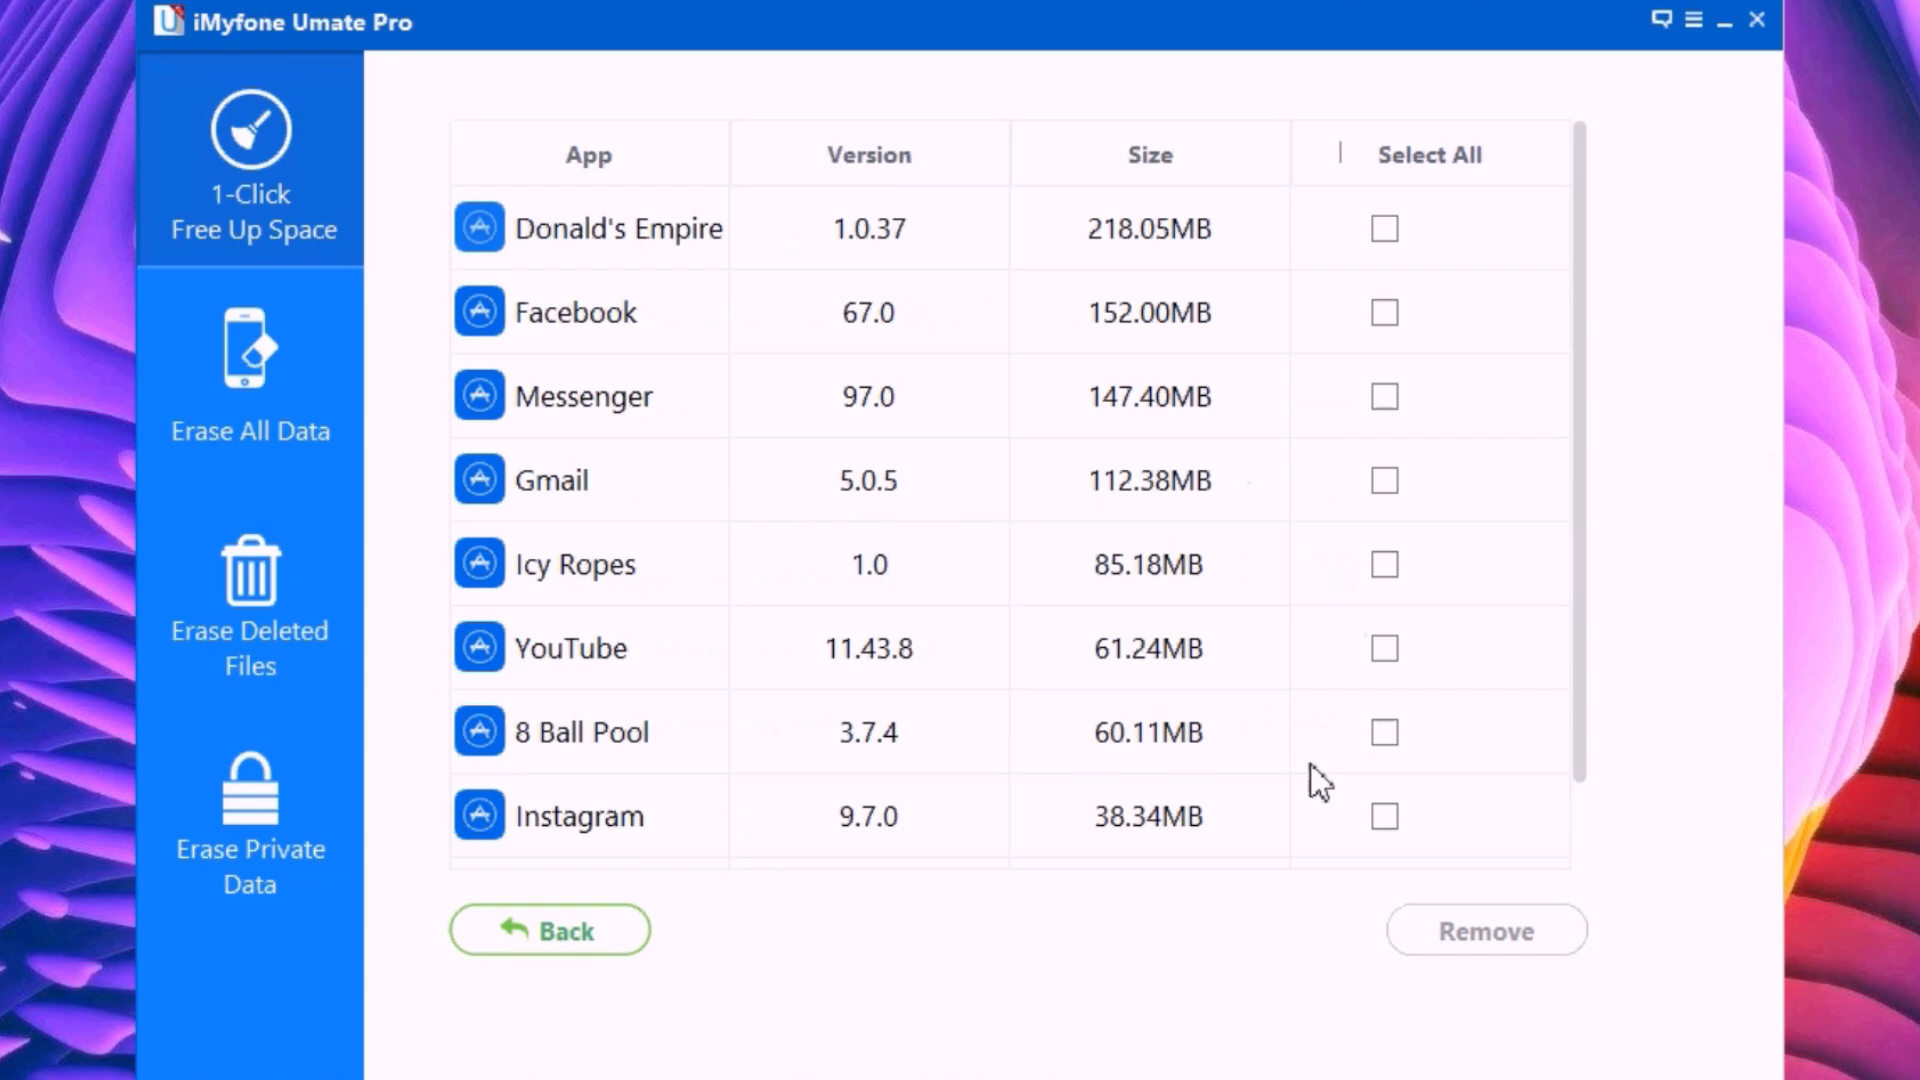 iMyfone Umate Pro
1-Click
Free Up Space
Erase All Data
Erase Deleted
Files
Erase Private
Data
App Version Size Select All
Donald's Empire 1.0.37 218.05MB
Facebook 67.0 152.00MB
Messenger 97.0 147.40MB
Gmail 5.0.5 112.38MB
Icy Ropes 1.0 85.18MB
YouTube 11.43.8 61.24MB
8 Ball Pool 3.7.4 60.11MB
Instagram 9.7.0 38.34MB
Back
Remove